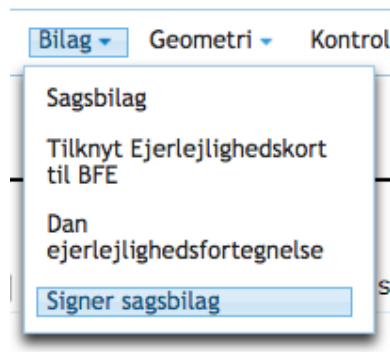 Bilag Geometri Kontrol
Sagsbilag
Tilknyt Ejerlejlighedskort
til BFE
Dan
ejerlejlighedsfortegnelse
Signer sagsbilag
s